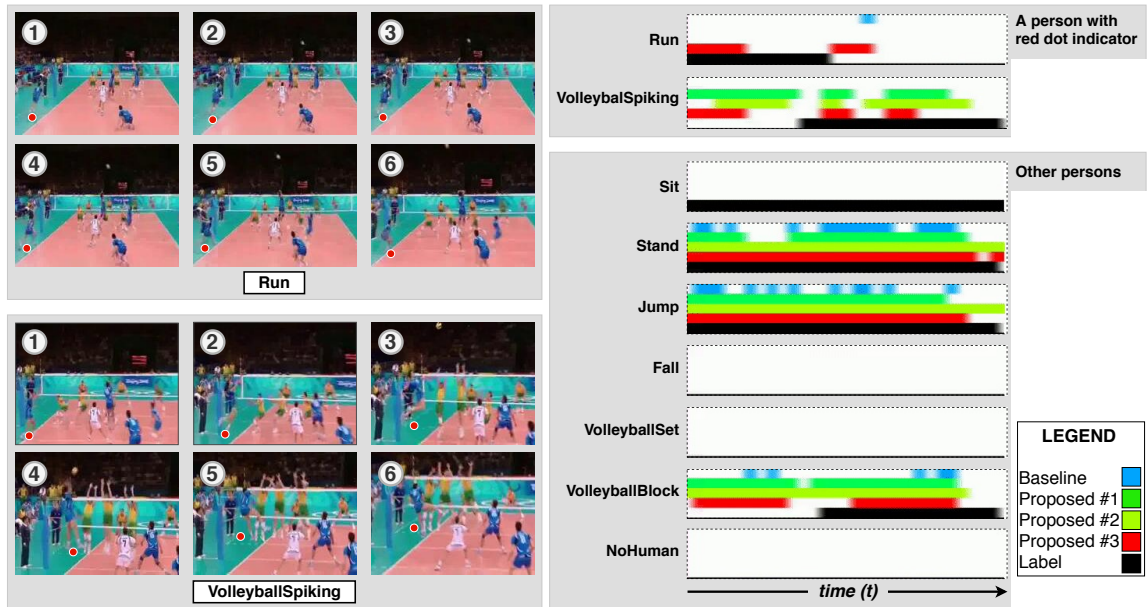 1
2
3
4
5
6
Run
1
2
3
4
5
6
VolleyballSpiking
A person with
red dot indicator
Run
VolleybalSpiking
Other persons
Sit
Stand
Jump
Fall
VolleyballSet
VolleyballBlock
NoHuman
time (t)
LEGEND
Baseline
Proposed #1
Proposed #2
Proposed #3
Label